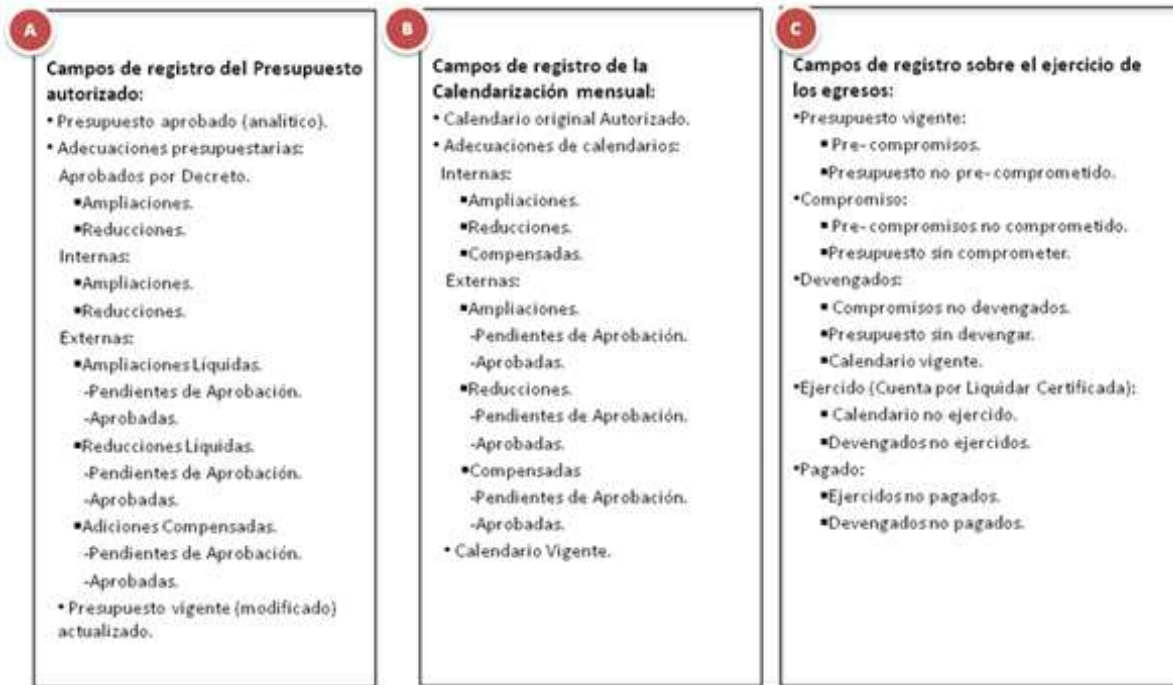 A
Campos de registro del Presupuesto
autorizado:
• Presupuesto aprobado (analítico).
• Adecuaciones presupuestarias:
Aprobados por Decreto.
▪Ampliaciones.
▪Reducciones.
Internas:
▪Ampliaciones.
▪Reducciones.
Externas:
▪Ampliaciones Líquidas.
-Pendientes de Aprobación.
-Aprobadas.
▪Reducciones Líquidas.
-Pendientes de Aprobación.
-Aprobadas.
▪Adiciones Compensadas.
-Pendientes de Aprobación.
-Aprobadas.
• Presupuesto vigente (modificado)
actualizado.
B
Campos de registro de la
Calendarización mensual:
• Calendario original Autorizado.
• Adecuaciones de calendarios:
Internas:
▪Ampliaciones.
▪Reducciones.
▪Compensadas.
Externas:
▪Ampliaciones.
-Pendientes de Aprobación.
-Aprobadas.
▪Reducciones.
-Pendientes de Aprobación.
-Aprobadas.
▪Compensadas
-Pendientes de Aprobación.
-Aprobadas.
• Calendario Vigente.
C
Campos de registro sobre el ejercicio de
los egresos:
•Presupuesto vigente:
▪ Pre- compromisos.
▪Presupuesto no pre- comprometido.
•Compromiso:
▪ Pre- compromisos no comprometido.
▪Presupuesto sin comprometer.
•Devengados:
▪ Compromisos no devengados.
▪Presupuesto sin devengar.
▪Calendario vigente.
•Ejercido (Cuenta por Liquidar Certificada):
▪ Calendario no ejercido.
▪Devengados no ejercidos.
•Pagado:
▪Ejercidos no pagados.
▪Devengados no pagados.